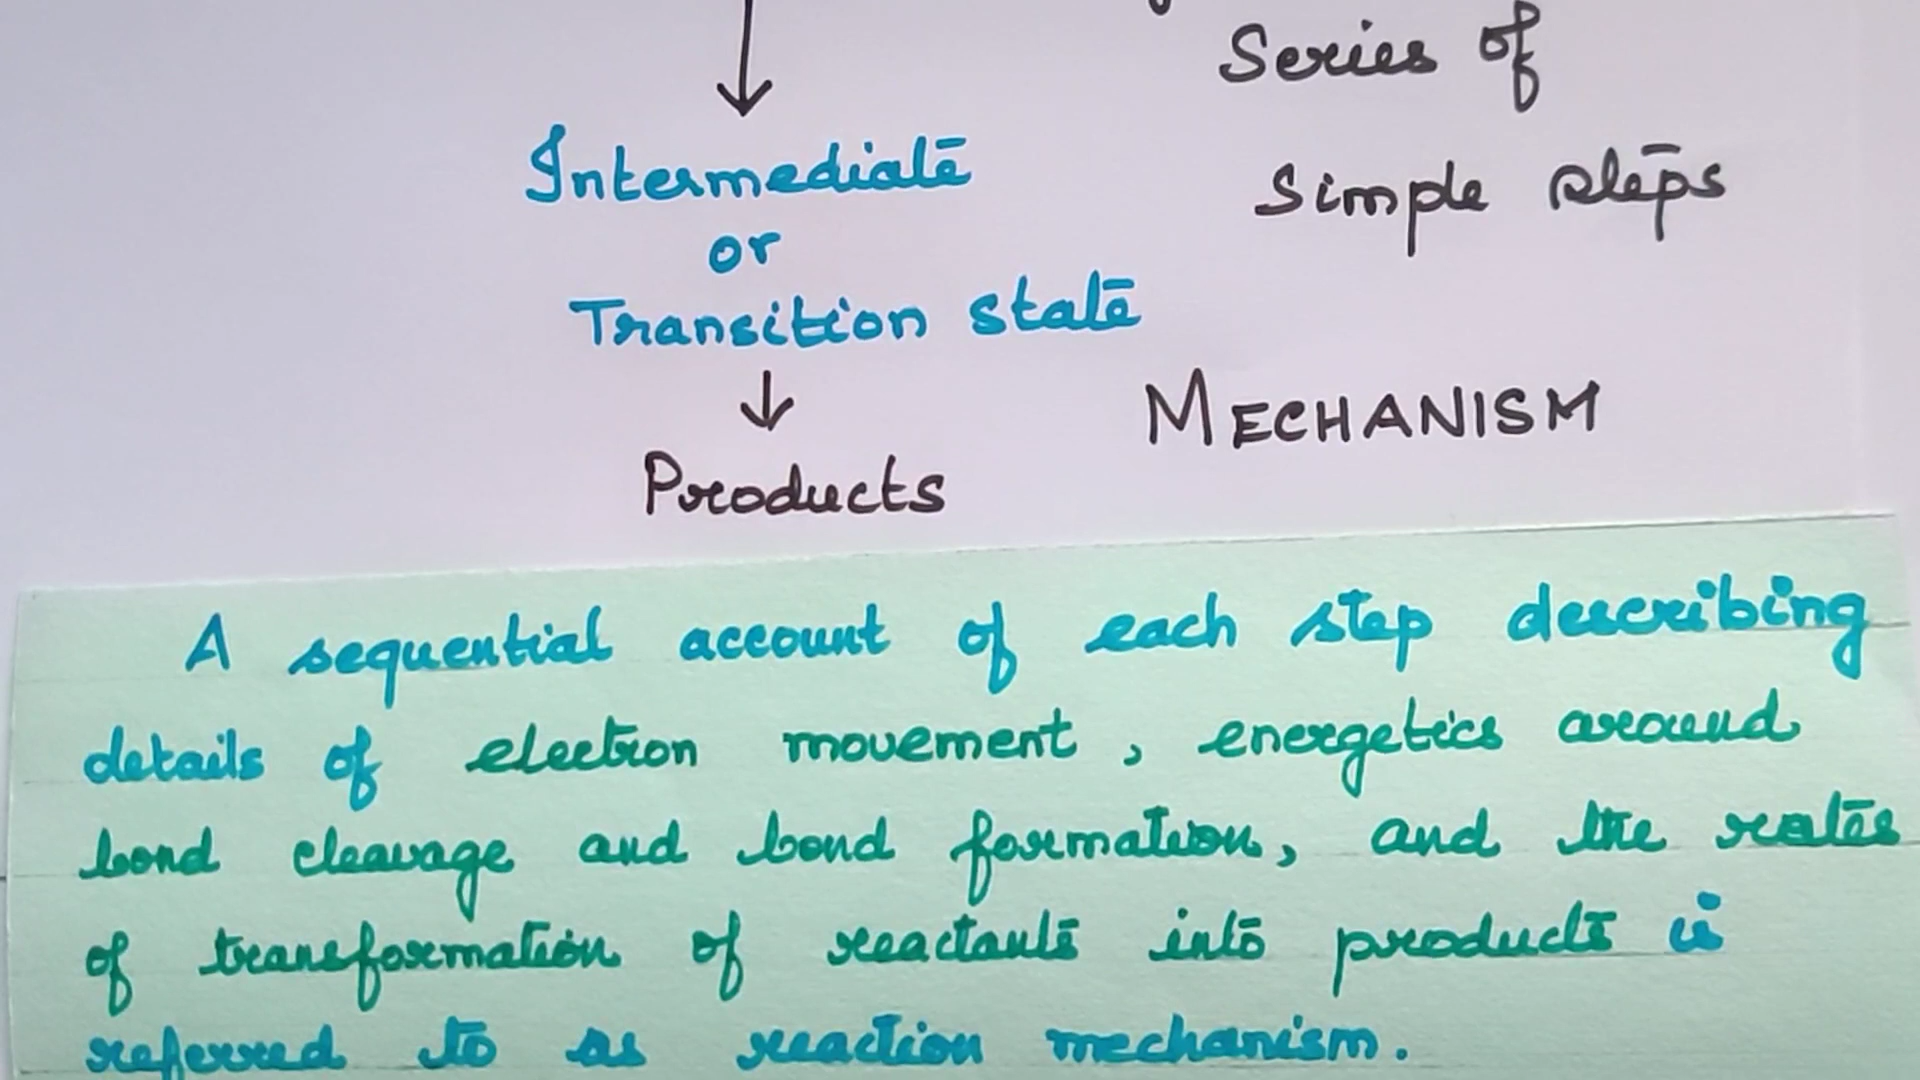 Series of
Simple steps
Intermediate
or
Transition state
MECHANISM
Products
A sequential account of each step describing
details of electron movement, energetics around
bond cleavage and bond formation, and the rates
of transformation of reactants into products is
referred to as reaction mechanism.